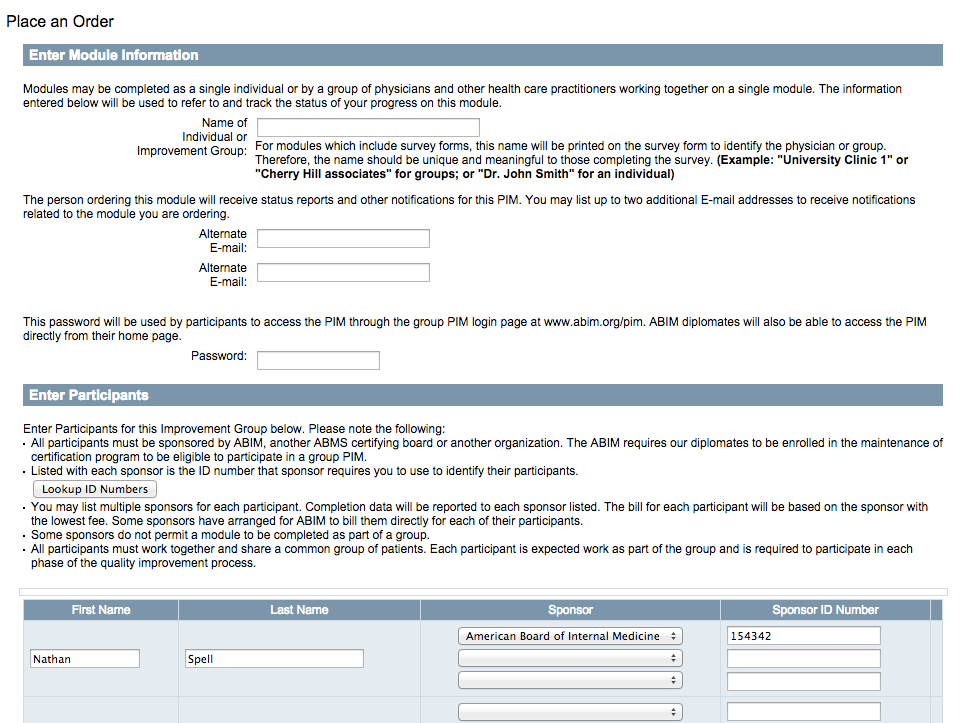 Place an Order
Enter Module Information
Modules may be completed as a single individual or by a group of physicians and other health care practitioners working together on a single module. The information
entered below will be used to refer to and track the status of your progress on this module.
Name of
Individual or
Improvement Group:
For modules which include survey forms, this name will be printed on the survey form to identify the physician or group.
Therefore, the name should be unique and meaningful to those completing the survey. (Example: "University Clinic 1" or
"Cherry Hill associates" for groups; or "Dr. John Smith" for an individual)
The person ordering this module will receive status reports and other notifications for this PIM. You may list up to two additional E-mail addresses to receive notifications
related to the module you are ordering.
Alternate
E-mail:
Alternate
E-mail:
This password will be used by participants to access the PIM through the group PIM login page at www.abim.org/pim. ABIM diplomates will also be able to access the PIM
directly from their home page.
Password:
Enter Participants
Enter Participants for this Improvement Group below. Please note the following:
· All participants must be sponsored by ABIM, another ABMS certifying board or another organization. The ABIM requires our diplomates to be enrolled in the maintenance of
certification program to be eligible to participate in a group PIM.
· Listed with each sponsor is the ID number that sponsor requires you to use to identify their participants.
Lookup ID Numbers
· You may list multiple sponsors for each participant. Completion data will be reported to each sponsor listed. The bill for each participant will be based on the sponsor with
the lowest fee. Some sponsors have arranged for ABIM to bill them directly for each of their participants.
· Some sponsors do not permit a module to be completed as part of a group.
· All participants must work together and share a common group of patients. Each participant is expected work as part of the group and is required to participate in each
phase of the quality improvement process.
First Name Last Name Sponsor Sponsor ID Number
American Board of Internal Medicine 154342
Nathan Spell